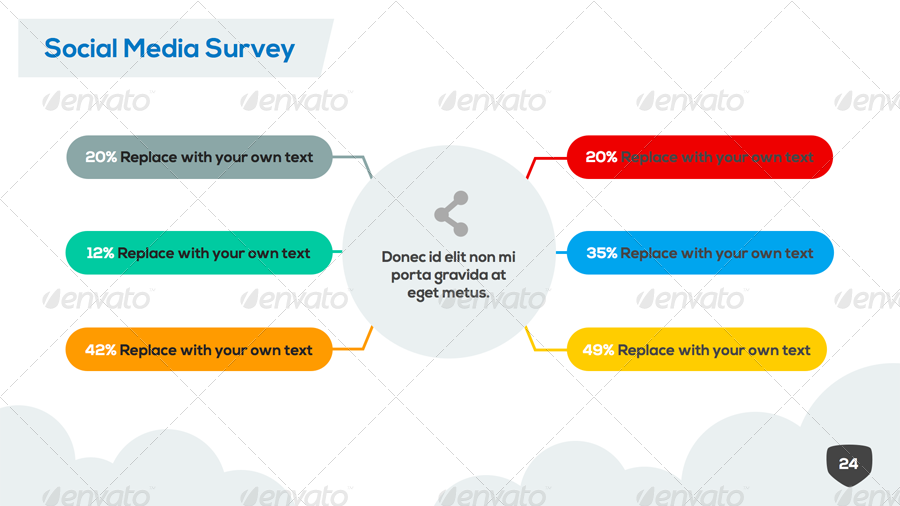 Social Media Survey
envato envato envato envato envato
20% Replace with your own text
20% Replace with your own text
12% Replace with your own text
Donec id elit non mi
porta gravida at
eget metus.
35% Replace with your own text
envato envato envato envato envato
42% Replace with your own text
49% Replace with your own text
24
envato envato envato envato envato